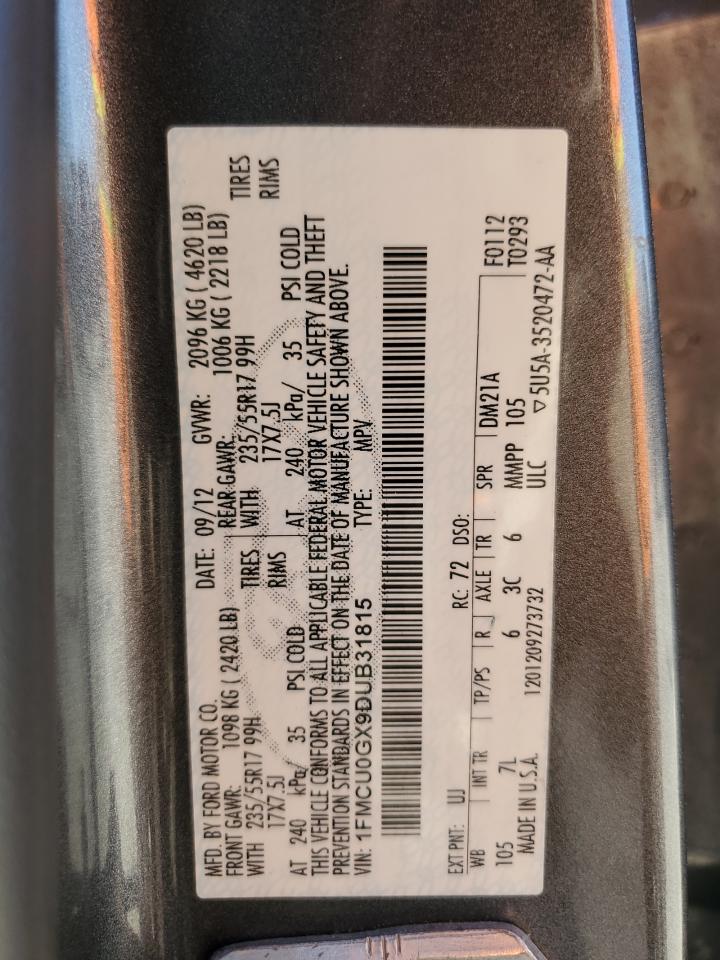 MFD. BY FORD MOTOR CO.
DATE: 09/12 GVWR: 2096 KG ( 4620 LB)
FRONT GAWR: 1098 KG ( 2420 LB) REAR GAWR: 1006 KG ( 2218 LB)
WITH 235/55R17 99H TIRES WITH 235/55R17 99H TIRES
17X7.5J RIMS 17X7.5J RIMS
AT 240 kPa/ 35 PSI COLD AT 240 kPa/ 35 PSI COLD
THIS VEHICLE CONFORMS TO ALL APPLICABLE FEDERAL MOTOR VEHICLE SAFETY AND THEFT
PREVENTION STANDARDS IN EFFECT ON THE DATE OF MANUFACTURE SHOWN ABOVE.
VIN: 1FMCU0GX9DUB31815 TYPE: MPV
EXT PNT: UJ RC: 72 DSO: F0112
WB INT TR TP/PS R AXLE TR SPR DM21A T0293
105 7L 6 3C 6 MMPP 105
MADE IN U.S.A. 1201209273732 ULC ▽ 5U5A-3520472-AA